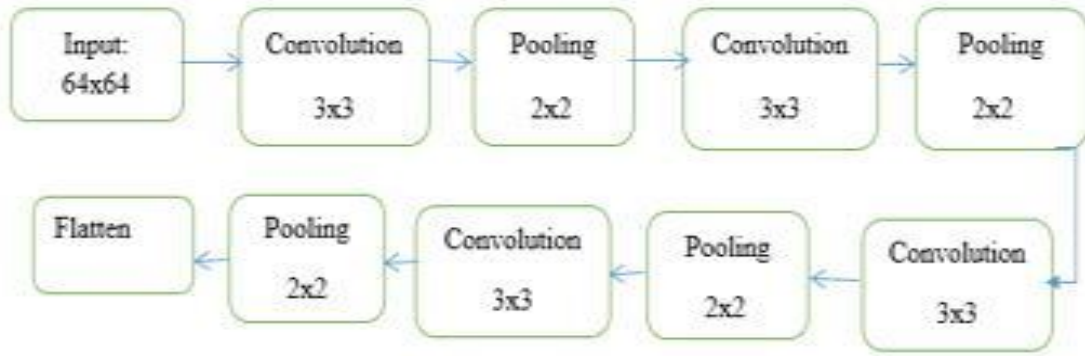 Input:
64x64
Convolution
3x3
Pooling
2x2
Convolution
3x3
Pooling
2x2
Convolution
3x3
Pooling
2x2
Convolution
3x3
Pooling
2x2
Flatten